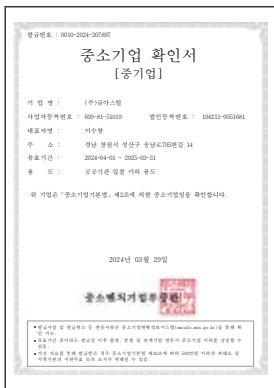 발급번호 : 0010-2024-207897
중소기업 확인서
[중기업]
기 업 명 : (주)금아스틸
사업자등록번호 : 609-81-51019 법인등록번호 : 194211-0051681
대표자명 : 이수향
주 소 : 경남 창원시 성산구 웅남로795번길 14
유효기간 : 2024-04-01 ~ 2025-03-31
용 도 : 공공기관 입찰 이외 용도
위 기업은 「중소기업기본법」 제2조에 의한 중소기업임을 확인합니다.
2024년 03월 29일
중소벤처기업부장관